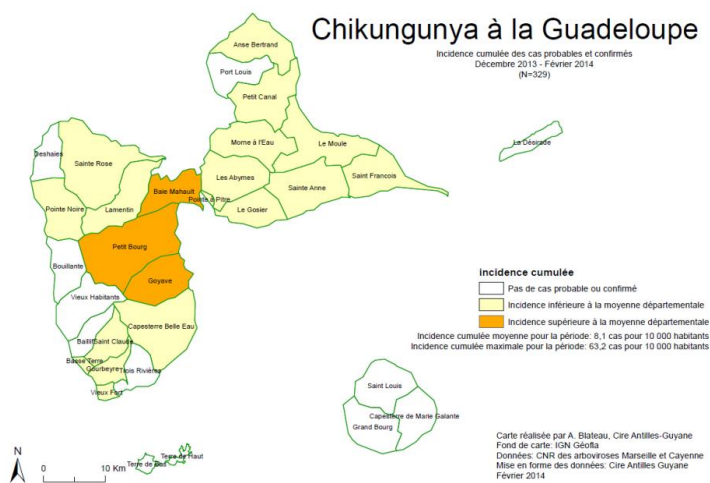 Chikungunya à la Guadeloupe
Incidence cumulée des cas probables et confirmés
Décembre 2013 - Février 2014
(N=329)
Anse Bertrand
Port Louis
Petit Canal
Morne à l'Eau
Le Moule
La Désirade
Deshaies
Sainte Rose
Les Abymes
Saint François
Baie Mahault
Sainte Anne
Pointe à Pitre
Pointe Noire
Lamentin
Le Gosier
Petit Bourg
Bouillante
Goyave
Vieux Habitants
Capesterre Belle Eau
Baillif
Saint Claude
Basse Terre
Gourbeyre
Trois Rivières
Vieux Fort
Terre de Haut
Terre de Bas
Saint Louis
Capesterre de Marie Galante
Grand Bourg
incidence cumulée
Pas de cas probable ou confirmé
Incidence inférieure à la moyenne départementale
Incidence supérieure à la moyenne départementale
Incidence cumulée moyenne pour la période: 8,1 cas pour 10 000 habitants
Incidence cumulée maximale pour la période: 63,2 cas pour 10 000 habitants
N
0 10 Km
Carte réalisée par A. Blateau, Cire Antilles-Guyane
Fond de carte: IGN Géofla
Données: CNR des arboviroses Marseille et Cayenne
Mise en forme des données: Cire Antilles Guyane
Février 2014